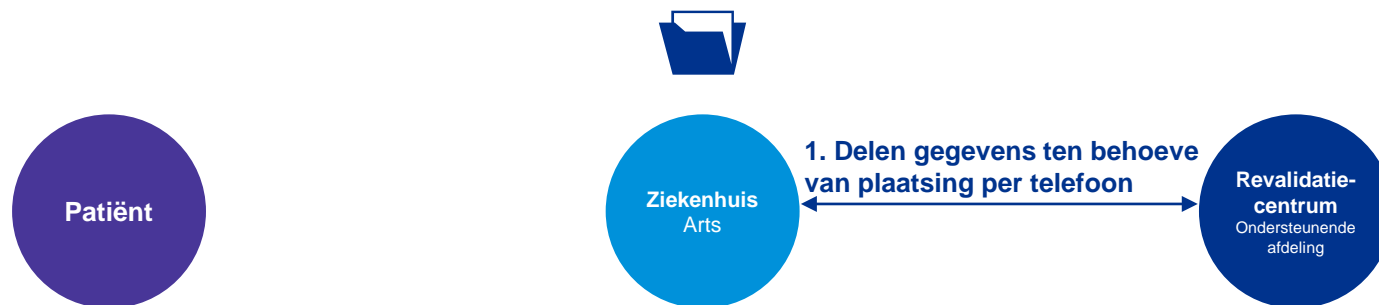 Patiënt
Ziekenhuis
Arts
1. Delen gegevens ten behoeve
van plaatsing per telefoon
Revalidatie-
centrum
Ondersteunende
afdeling